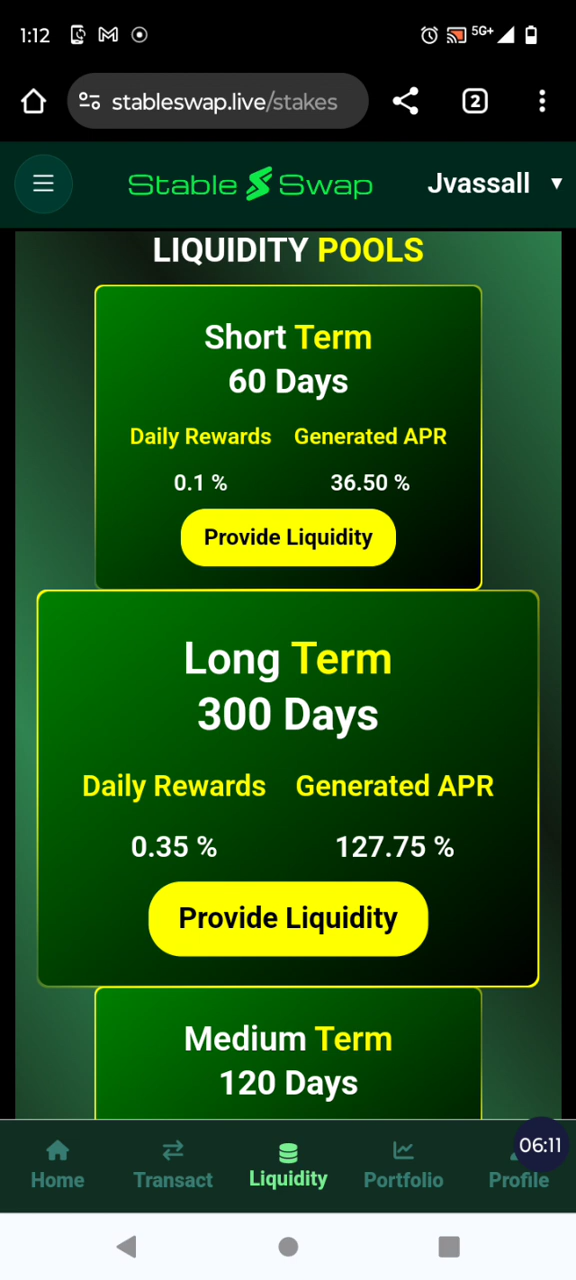 1:12 5G+
stableswap.live/stakes 2
Stable Swap Jvassall
LIQUIDITY POOLS
Short Term
60 Days
Daily Rewards Generated APR
0.1 % 36.50 %
Provide Liquidity
Long Term
300 Days
Daily Rewards Generated APR
0.35 % 127.75 %
Provide Liquidity
Medium Term
120 Days
06:11
Home Transact Liquidity Portfolio Profile